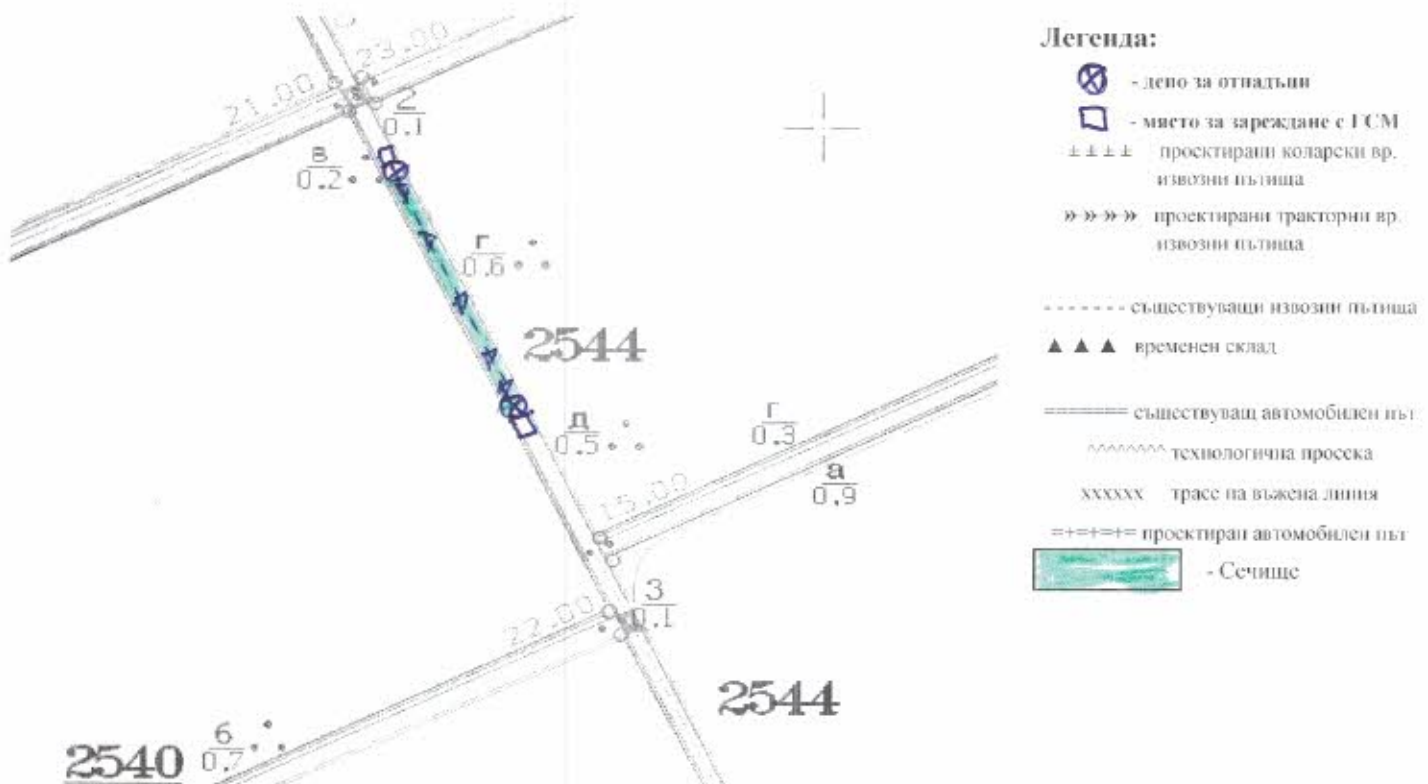 23.00
21.00
2
0.1
в
0.2
г
0.6
2544
д
0.5
г
0.3
а
0.9
15.00
3
0.1
22.00
2544
б
0.7
2540
Легенда:
- депо за отпадъци
- място за зареждане с ГСМ
проектирани коларски вр.
извозни пътища
проектирани тракторни вр.
извозни пътища
съществуващи извозни пътища
временен склад
съществуващ автомобилен път
технологична просека
xxxxxx трасе на въжена линия
=+=+=+= проектиран автомобилен път
- Сечище